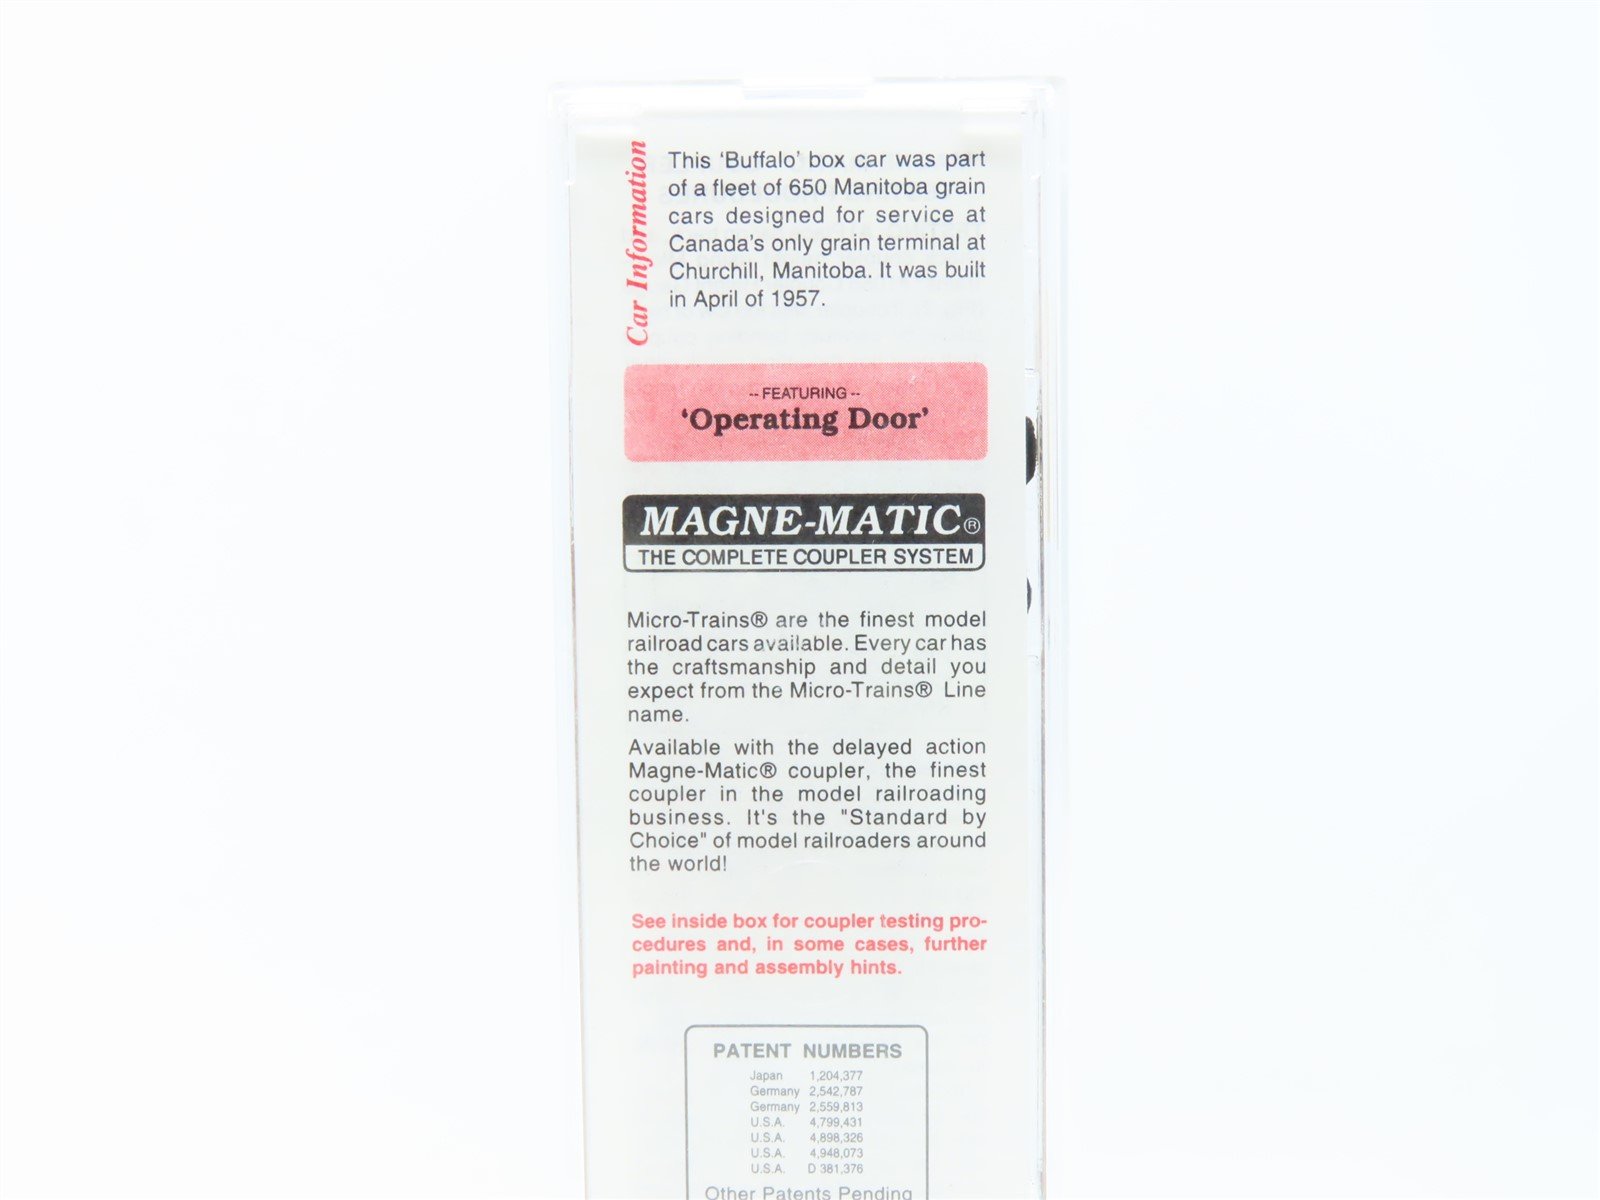 Car Information
This 'Buffalo' box car was part
of a fleet of 650 Manitoba grain
cars designed for service at
Canada's only grain terminal at
Churchill, Manitoba. It was built
in April of 1957.
-- FEATURING --
'Operating Door'
MAGNE-MATIC®
THE COMPLETE COUPLER SYSTEM
Micro-Trains® are the finest model
railroad cars available. Every car has
the craftsmanship and detail you
expect from the Micro-Trains® Line
name.
Available with the delayed action
Magne-Matic® coupler, the finest
coupler in the model railroading
business. It's the "Standard by
Choice" of model railroaders around
the world!
See inside box for coupler testing pro-
cedures and, in some cases, further
painting and assembly hints.
PATENT NUMBERS
Japan 1,204,377
Germany 2,542,787
Germany 2,559,813
U.S.A. 4,799,431
U.S.A. 4,898,326
U.S.A. 4,948,073
U.S.A. D 381,376
Other Patents Pending